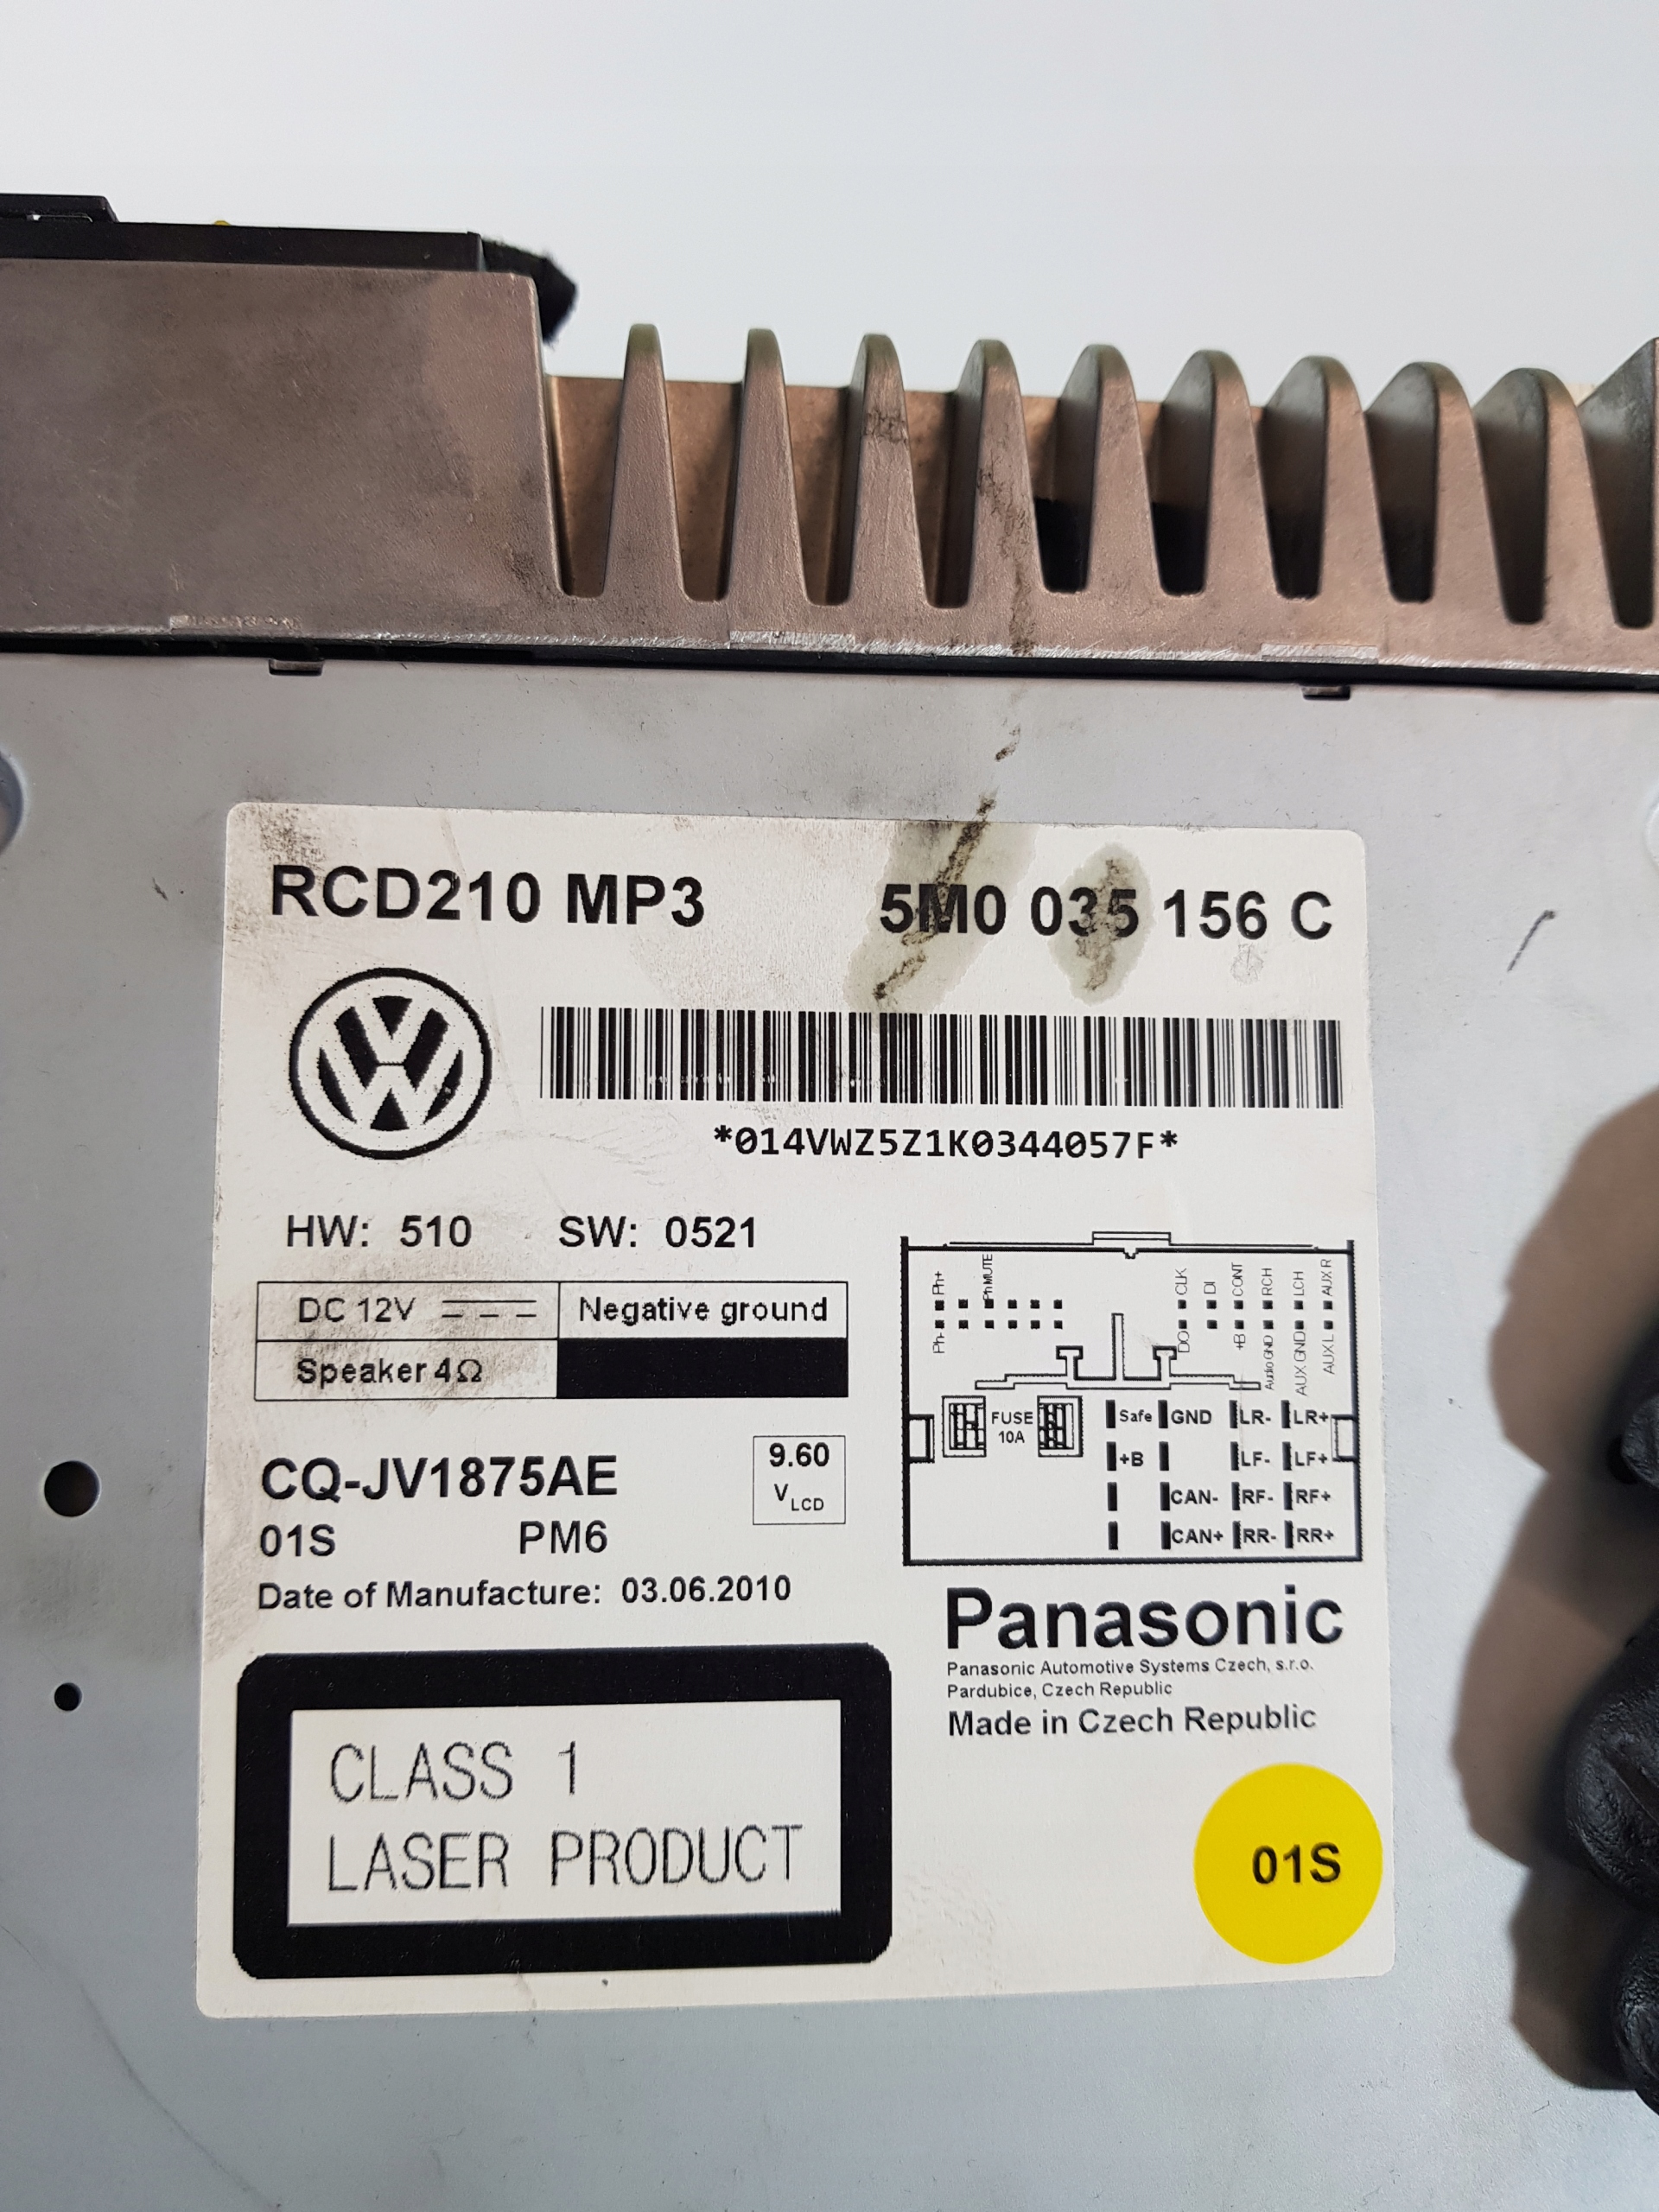 RCD210 MP3 5M0 035 156 C
*014VWZ5Z1K0344057F*
HW: 510 SW: 0521
DC 12V Negative ground
Speaker 4Ω
CQ-JV1875AE
9.60
VLCD
01S PM6
Date of Manufacture: 03.06.2010
CLASS 1
LASER PRODUCT
Ph+ PhMUTE CLK DI CONT RCH LCH AUX R
Ph- DO +B AudioGND AUX GND AUX L
FUSE
10A
Safe GND LR- LR+
+B LF- LF+
CAN- RF- RF+
CAN+ RR- RR+
Panasonic
Panasonic Automotive Systems Czech, s.r.o.
Pardubice, Czech Republic
Made in Czech Republic
01S